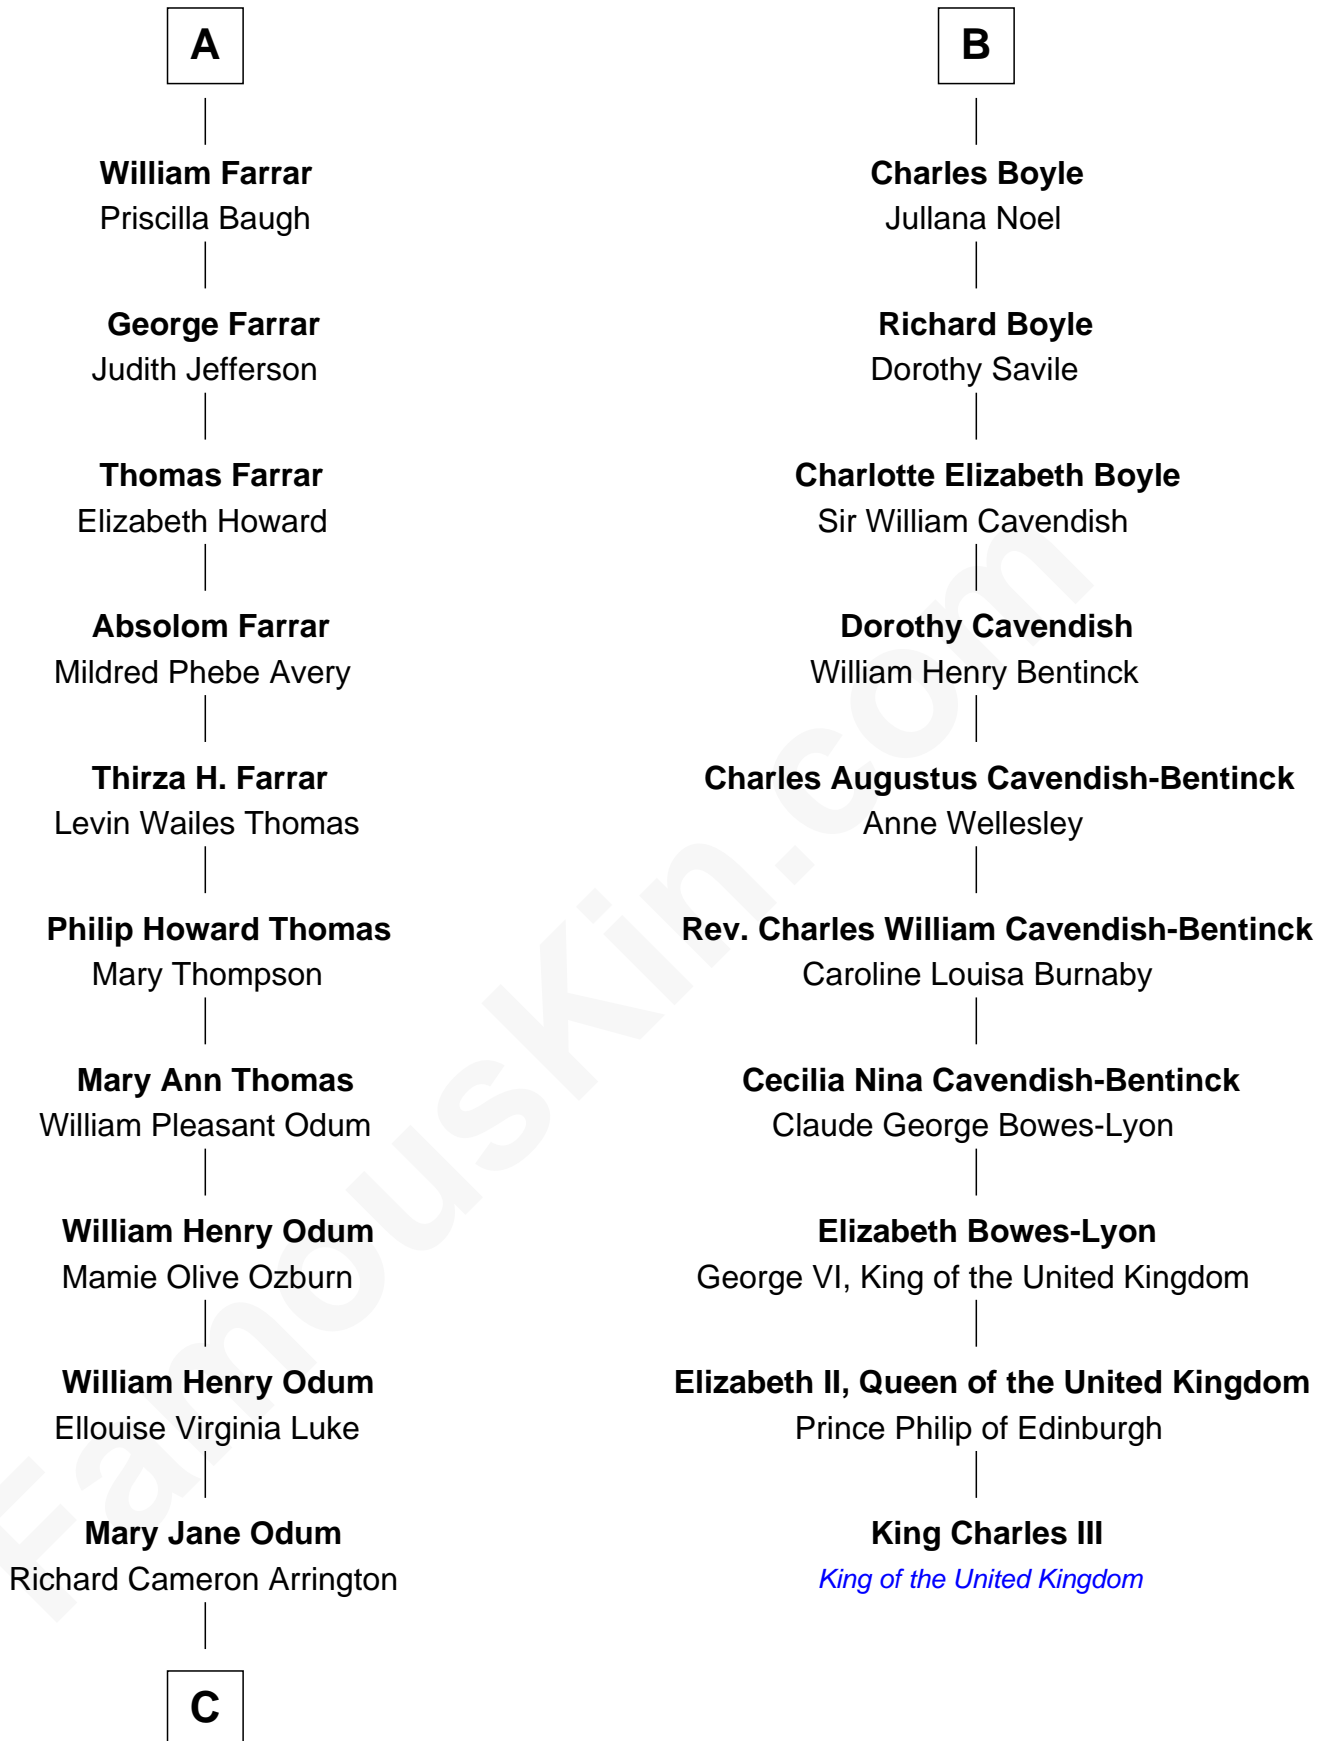 A
William Farrar
Priscilla Baugh
George Farrar
Judith Jefferson
Thomas Farrar
Elizabeth Howard
Absolom Farrar
Mildred Phebe Avery
Thirza H. Farrar
Levin Wailes Thomas
Philip Howard Thomas
Mary Thompson
Mary Ann Thomas
William Pleasant Odum
William Henry Odum
Mamie Olive Ozburn
William Henry Odum
Ellouise Virginia Luke
Mary Jane Odum
Richard Cameron Arrington
C
B
Charles Boyle
Jullana Noel
Richard Boyle
Dorothy Savile
Charlotte Elizabeth Boyle
Sir William Cavendish
Dorothy Cavendish
William Henry Bentinck
Charles Augustus Cavendish-Bentinck
Anne Wellesley
Rev. Charles William Cavendish-Bentinck
Caroline Louisa Burnaby
Cecilia Nina Cavendish-Bentinck
Claude George Bowes-Lyon
Elizabeth Bowes-Lyon
George VI, King of the United Kingdom
Elizabeth II, Queen of the United Kingdom
Prince Philip of Edinburgh
King Charles III
King of the United Kingdom
FamousKin.com